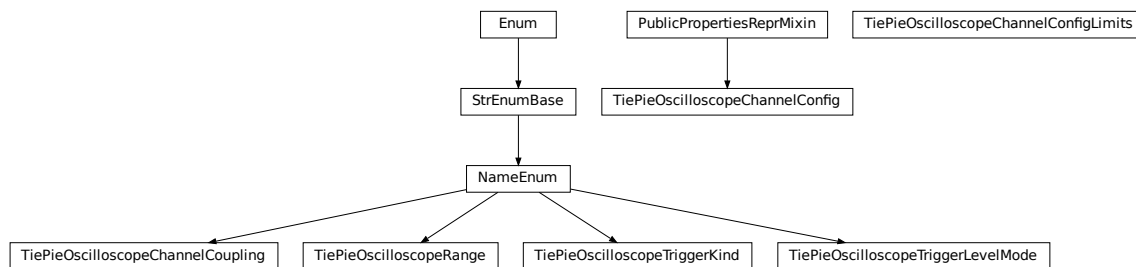 Enum
PublicPropertiesReprMixin
TiePieOscilloscopeChannelConfigLimits
StrEnumBase
TiePieOscilloscopeChannelConfig
NameEnum
TiePieOscilloscopeChannelCoupling
TiePieOscilloscopeRange
TiePieOscilloscopeTriggerKind
TiePieOscilloscopeTriggerLevelMode